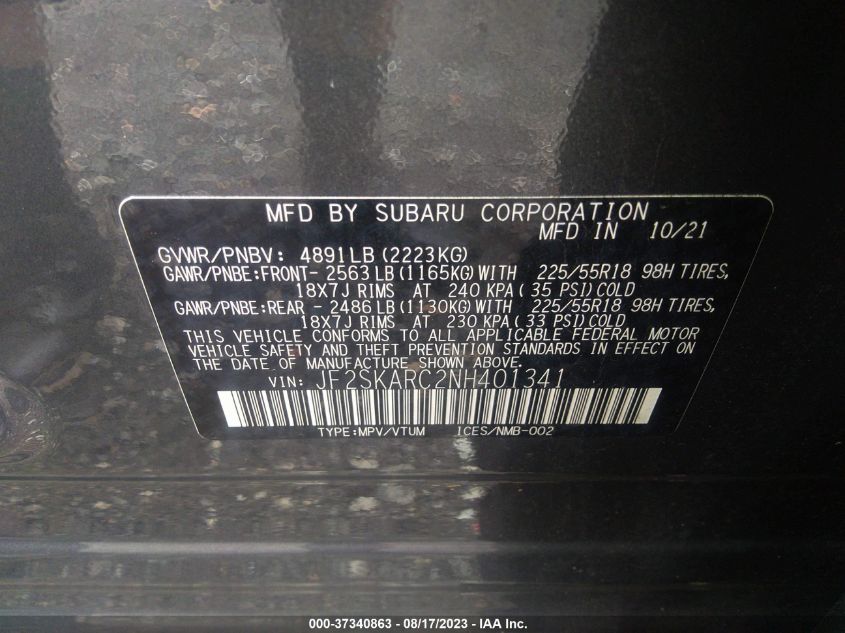 MFD BY SUBARU CORPORATION
MFD IN 10/21
GVWR/PNBV: 4891LB (2223KG)
GAWR/PNBE:FRONT- 2563LB (1165KG) WITH 225/55R18 98H TIRES,
18X7J RIMS AT 240 KPA( 35 PSI)COLD
GAWR/PNBE:REAR - 2486LB (1130KG) WITH 225/55R18 98H TIRES,
18X7J RIMS AT 230 KPA( 33 PSI)COLD
THIS VEHICLE CONFORMS TO ALL APPLICABLE FEDERAL MOTOR
VEHICLE SAFETY AND THEFT PREVENTION STANDARDS IN EFFECT ON
THE DATE OF MANUFACTURE SHOWN ABOVE.
VIN: JF2SKARC2NH401341
TYPE:MPV/VTUM ICES/NMB-002
000-37340863 - 08/17/2023 - IAA Inc.